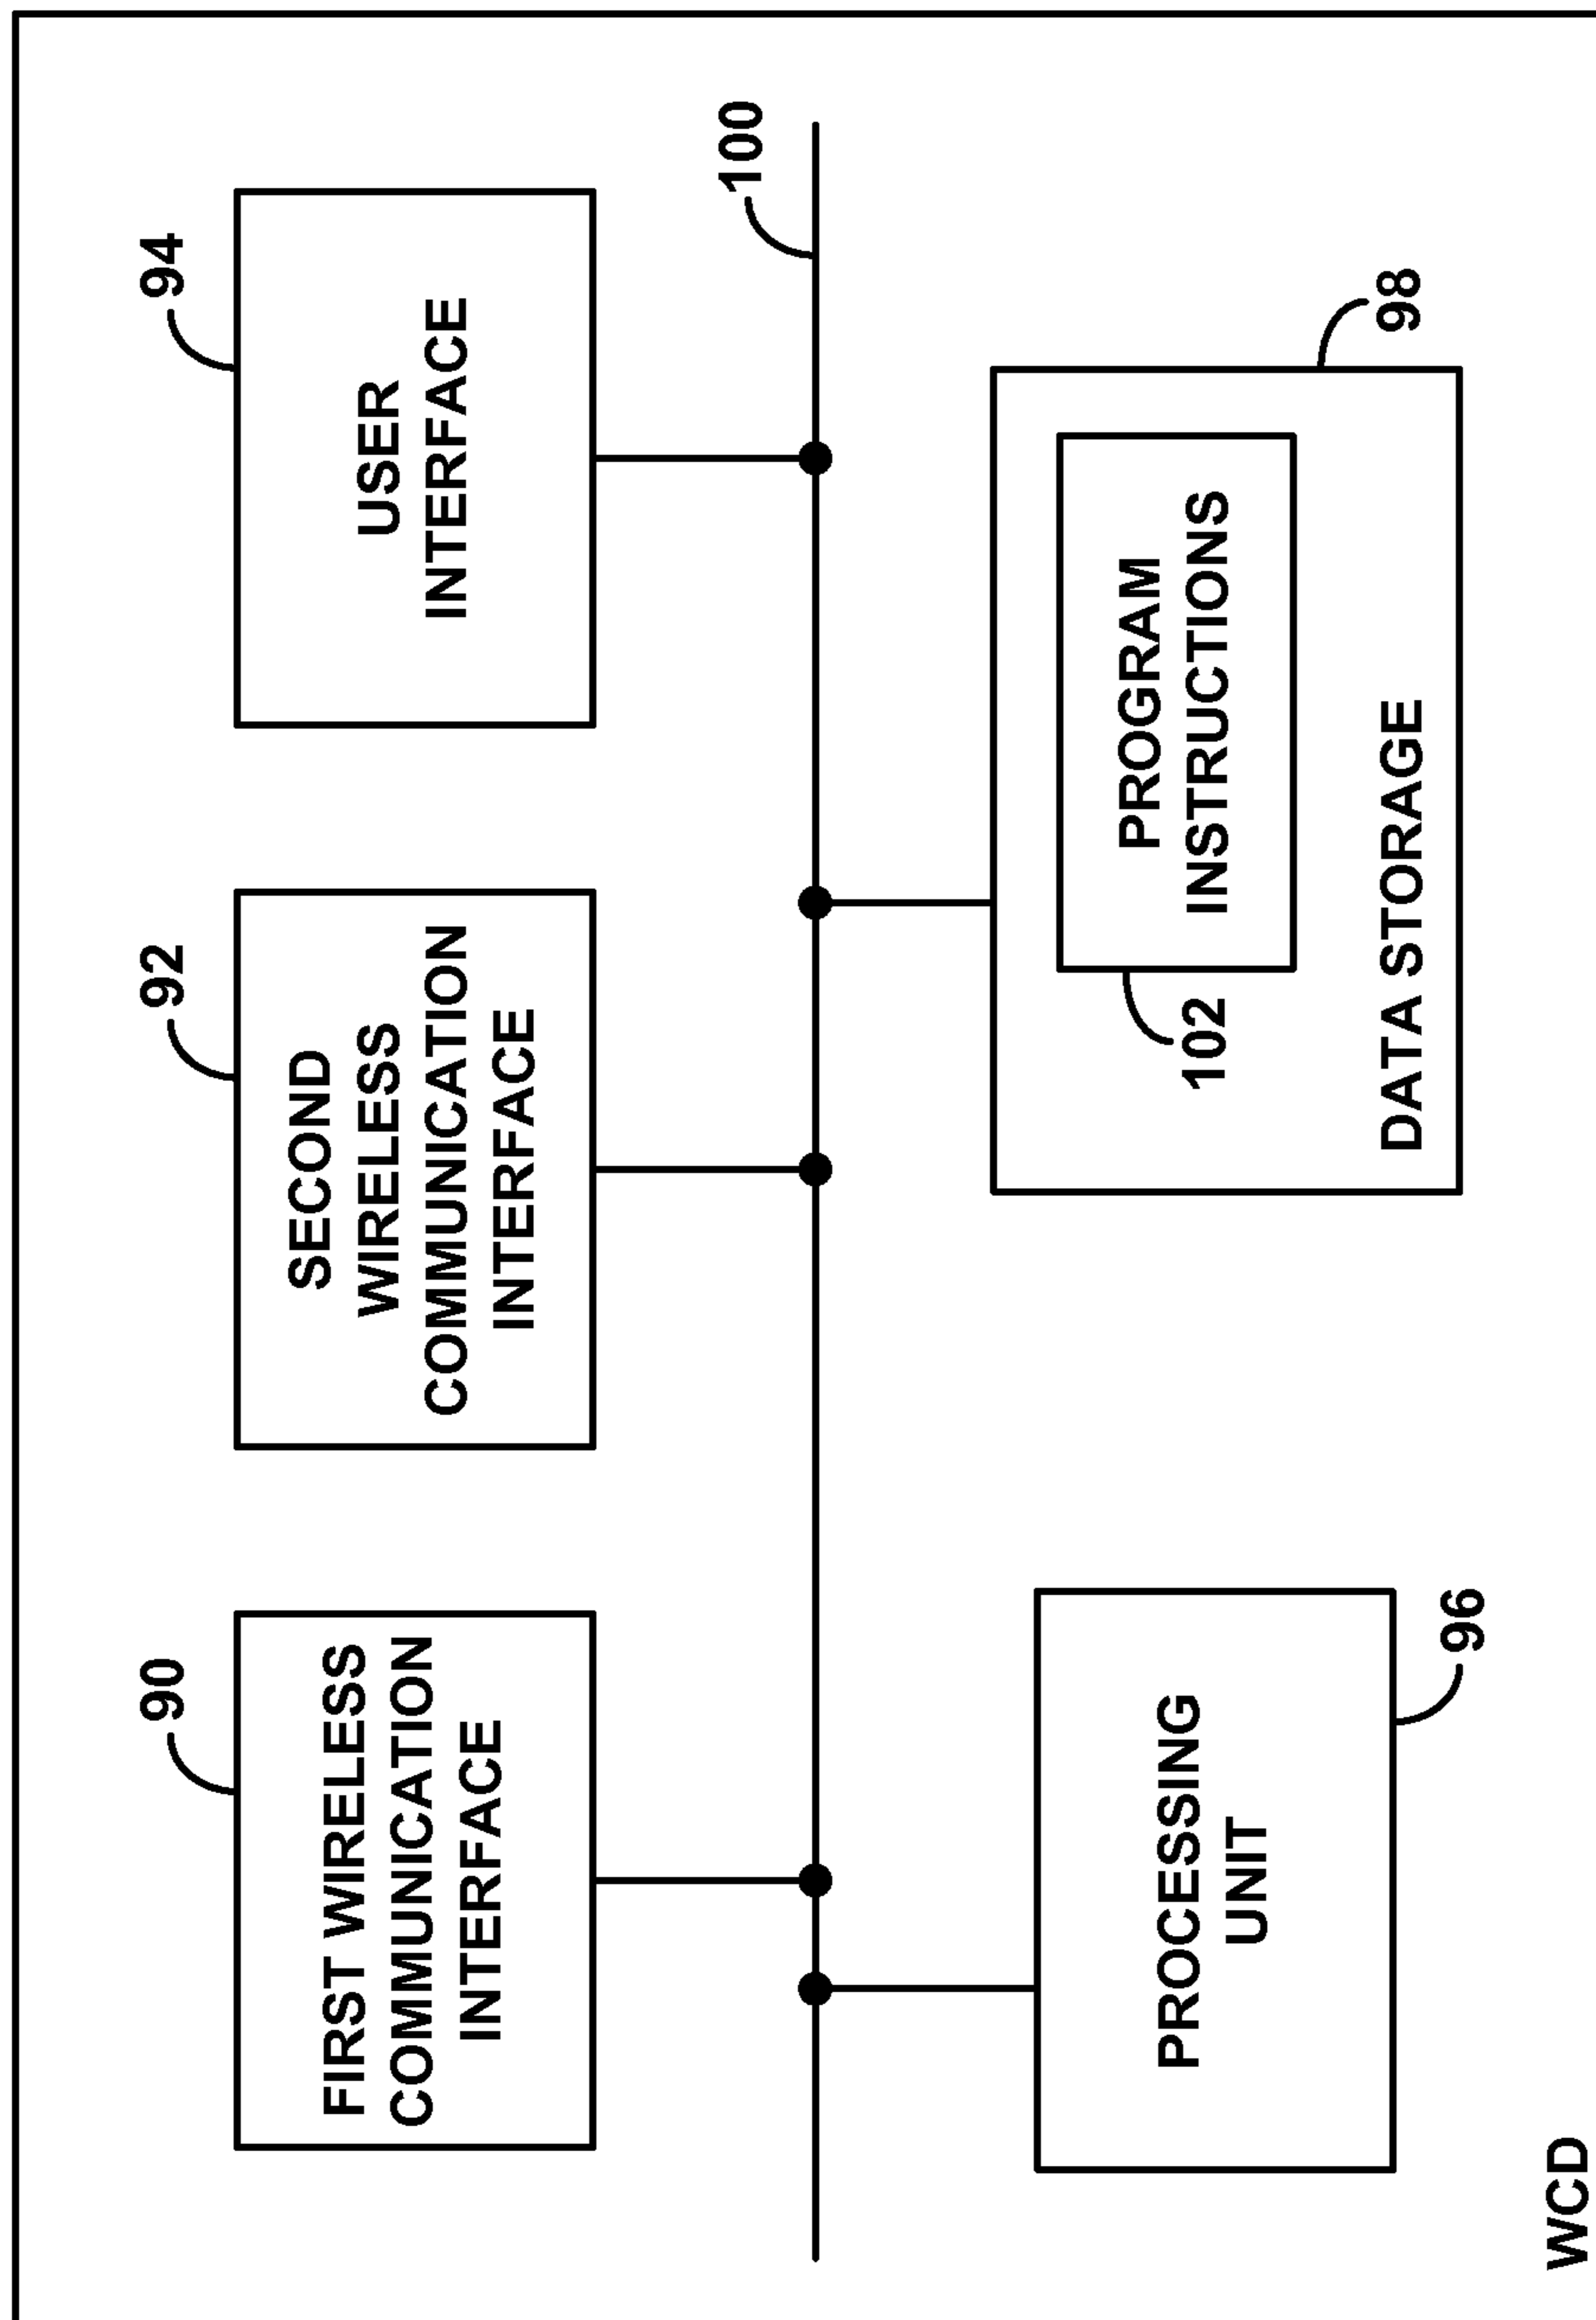 90
FIRST WIRELESS
COMMUNICATION
INTERFACE
92
SECOND
WIRELESS
COMMUNICATION
INTERFACE
94
USER
INTERFACE
100
PROCESSING
UNIT
96
PROGRAM
INSTRUCTIONS
102
DATA STORAGE
98
WCD